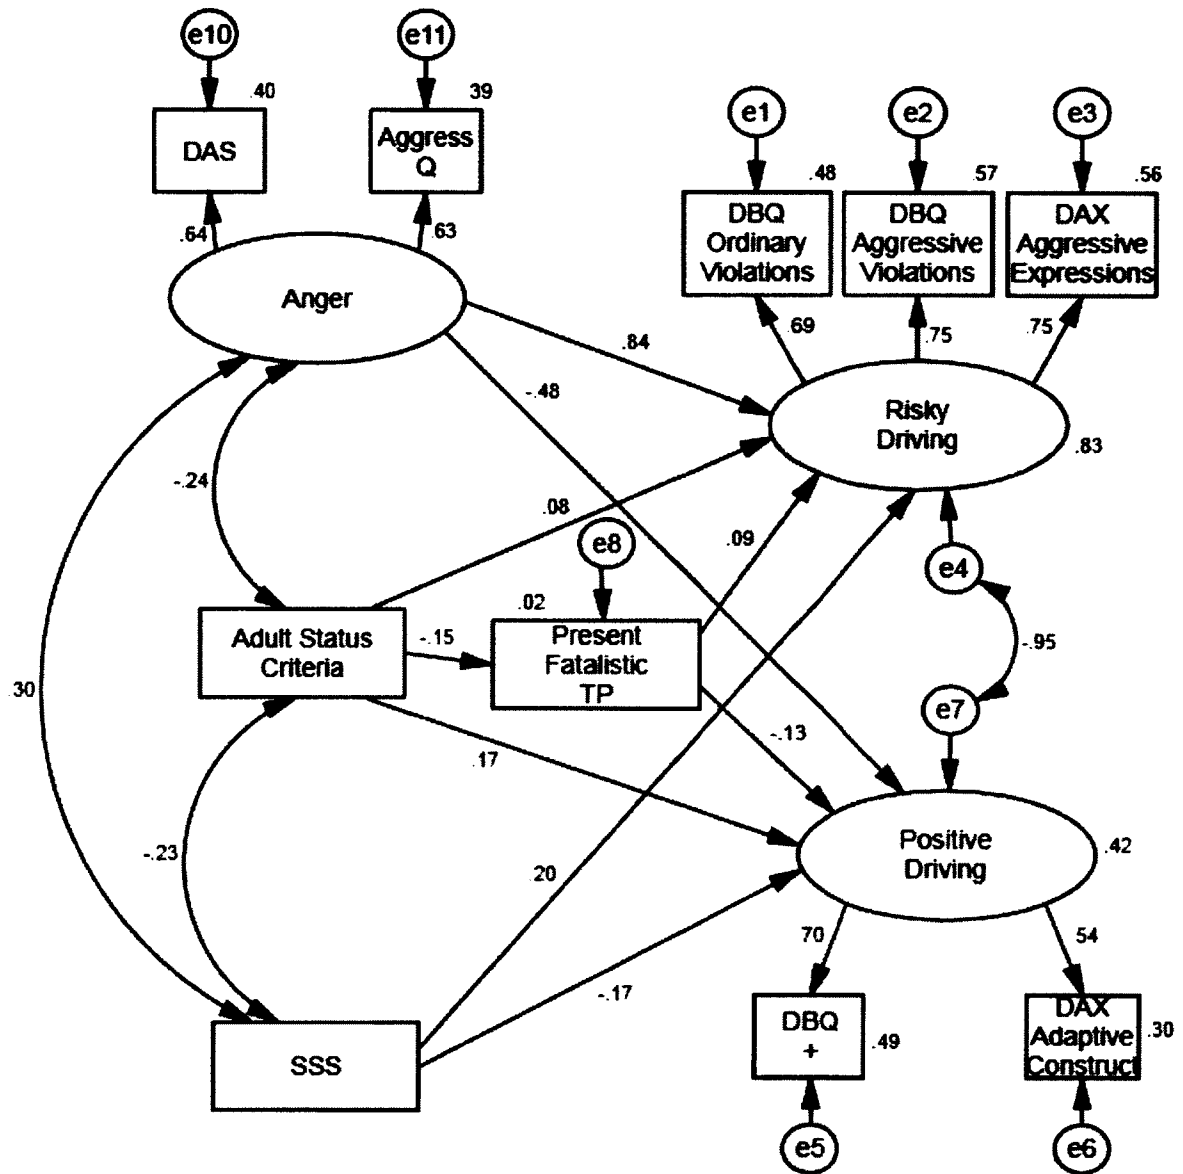 e10
e11
.40
39
DAS
Aggress
Q
.64
.63
Anger
e1
e2
e3
.48
.57
.56
DBQ
Ordinary
Violations
DBQ
Aggressive
Violations
DAX
Aggressive
Expressions
.69
.75
.75
.84
-.48
Risky
Driving
.83
-.24
.08
e8
.09
e4
.02
Adult Status
Criteria
-.15
Present
Fatalistic
TP
-.95
.30
e7
-.13
.17
-.23
.20
Positive
Driving
.42
-.17
70
54
SSS
DBQ
+
.49
DAX
Adaptive
Construct
.30
e5
e6